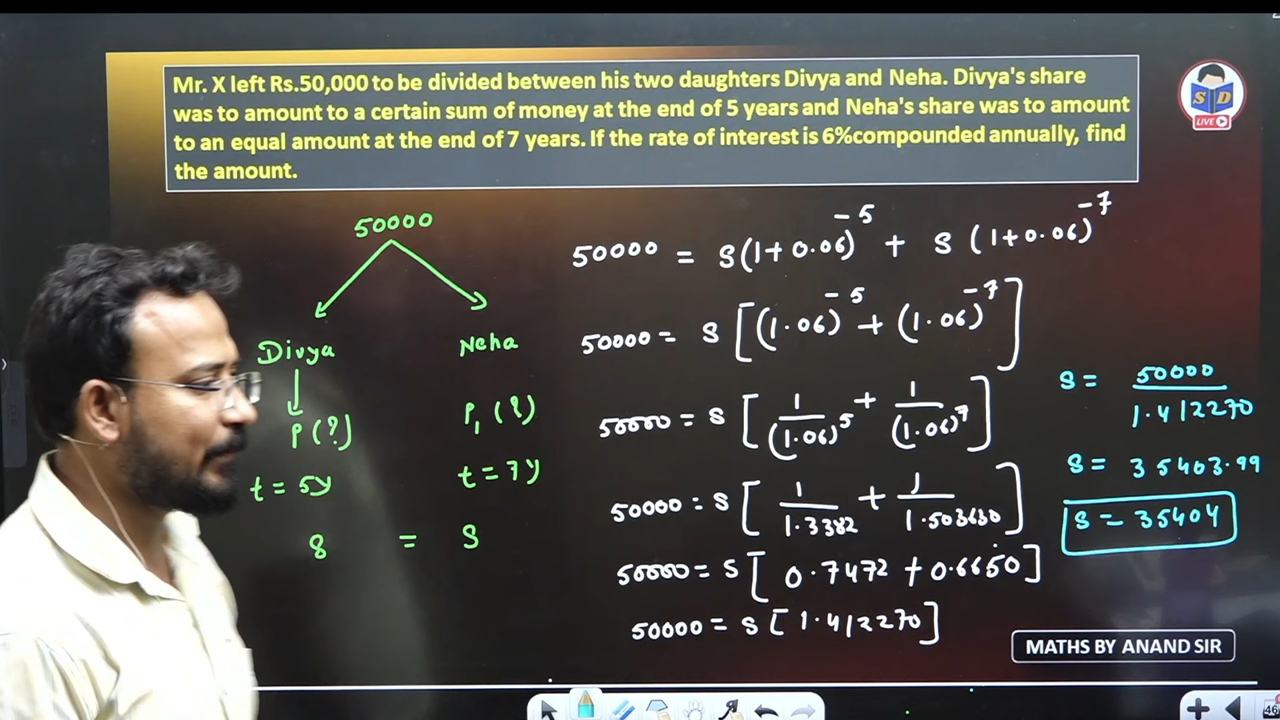 Mr. X left Rs.50,000 to be divided between his two daughters Divya and Neha. Divya's share
was to amount to a certain sum of money at the end of 5 years and Neha's share was to amount
to an equal amount at the end of 7 years. If the rate of interest is 6%compounded annually, find
the amount.
S D
LIVE
50000
Divya Neha
P(?) P₁(?)
t = 5y t = 7y
S = S
50000 = S(1+0.06)⁻⁵ + S(1+0.06)⁻⁷
50000 = S[(1.06)⁻⁵ + (1.06)⁻⁷]
50000 = S[1/(1.06)⁵ + 1/(1.06)⁷]
50000 = S[1/1.3382 + 1/1.503630]
50000 = S[0.7472 + 0.6650]
50000 = S[1.412270]
S = 50000/1.412270
S = 35403.99
S = 35404
MATHS BY ANAND SIR
46